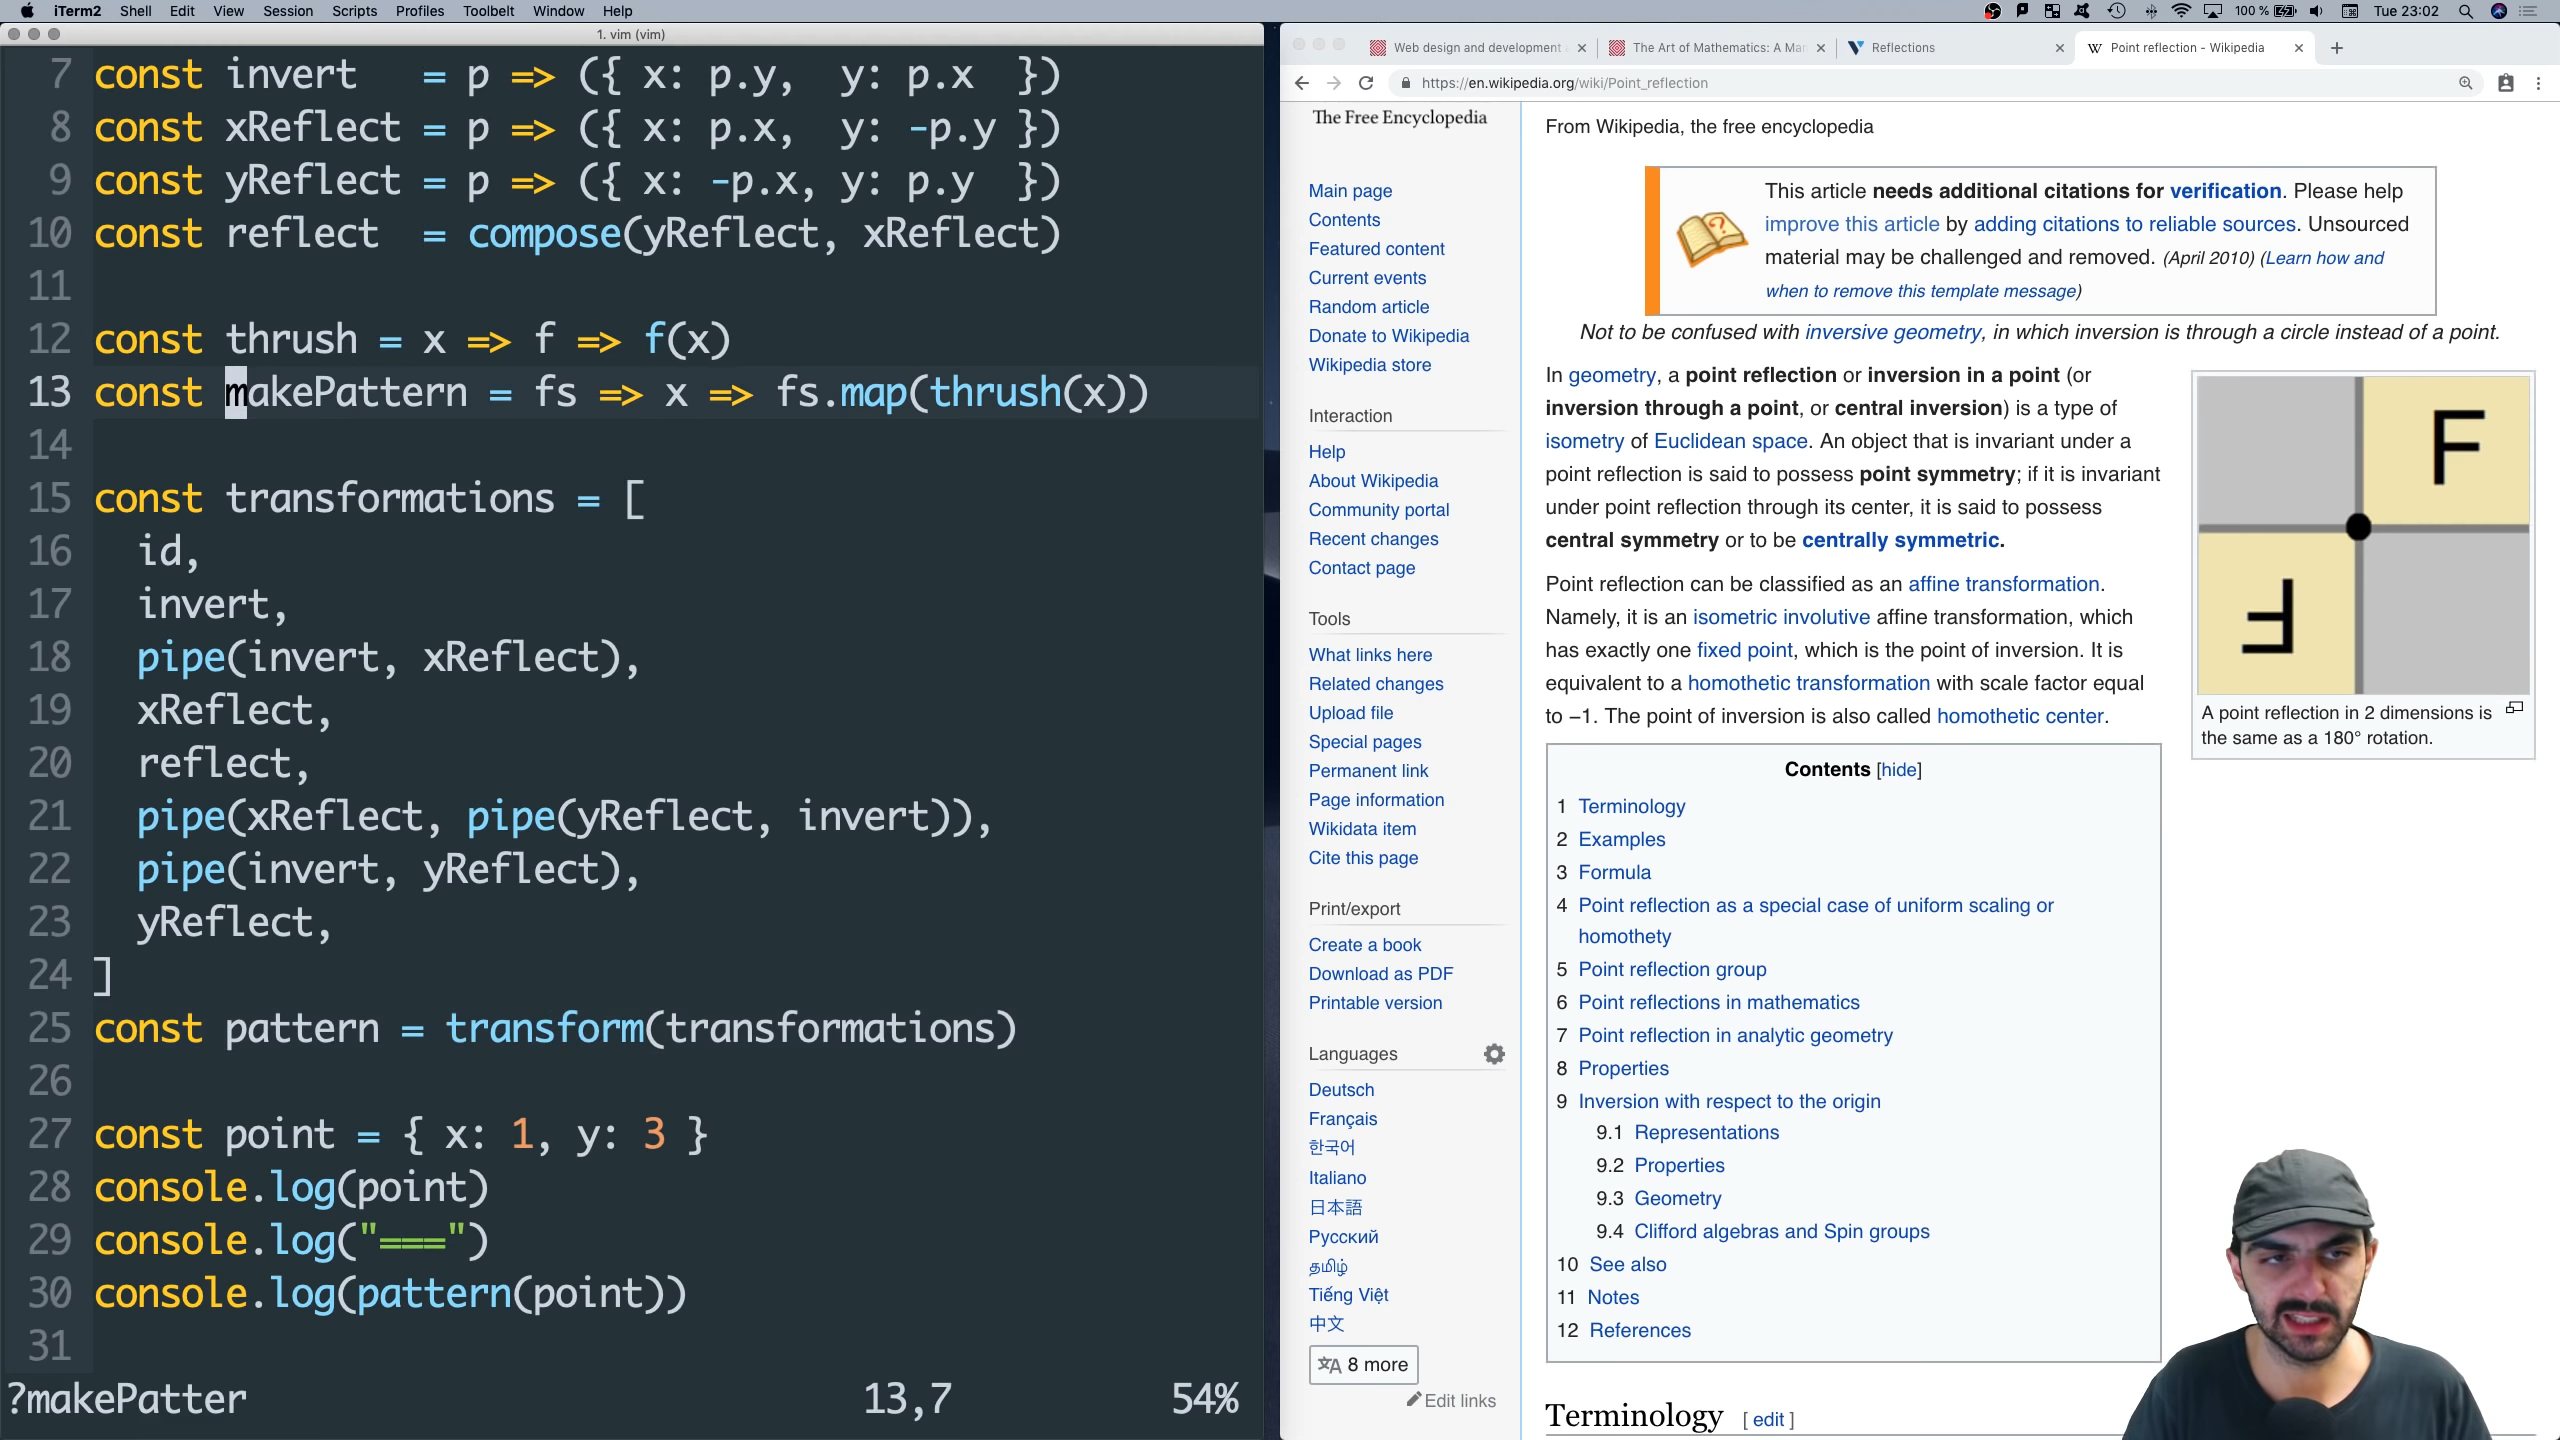 iTerm2 Shell Edit View Session Scripts Profiles Toolbelt Window Help
100 % Tue 23:02
1. vim (vim)
7 const invert = p => ({ x: p.y, y: p.x })
8 const xReflect = p => ({ x: p.x, y: -p.y })
9 const yReflect = p => ({ x: -p.x, y: p.y })
10 const reflect = compose(yReflect, xReflect)
11
12 const thrush = x => f => f(x)
13 const makePattern = fs => x => fs.map(thrush(x))
14
15 const transformations = [
16 id,
17 invert,
18 pipe(invert, xReflect),
19 xReflect,
20 reflect,
21 pipe(xReflect, pipe(yReflect, invert)),
22 pipe(invert, yReflect),
23 yReflect,
24 ]
25 const pattern = transform(transformations)
26
27 const point = { x: 1, y: 3 }
28 console.log(point)
29 console.log("===")
30 console.log(pattern(point))
31
?makePatter 13,7 54%
Web design and development
The Art of Mathematics: A Ma
Reflections
Point reflection - Wikipedia
https://en.wikipedia.org/wiki/Point_reflection
The Free Encyclopedia
Main page
Contents
Featured content
Current events
Random article
Donate to Wikipedia
Wikipedia store
Interaction
Help
About Wikipedia
Community portal
Recent changes
Contact page
Tools
What links here
Related changes
Upload file
Special pages
Permanent link
Page information
Wikidata item
Cite this page
Print/export
Create a book
Download as PDF
Printable version
Languages
Deutsch
Français
한국어
Italiano
日本語
Русский
தமிழ்
Tiếng Việt
中文
8 more
Edit links
From Wikipedia, the free encyclopedia
This article needs additional citations for verification. Please help
improve this article by adding citations to reliable sources. Unsourced
material may be challenged and removed. (April 2010) (Learn how and
when to remove this template message)
Not to be confused with inversive geometry, in which inversion is through a circle instead of a point.
In geometry, a point reflection or inversion in a point (or
inversion through a point, or central inversion) is a type of
isometry of Euclidean space. An object that is invariant under a
point reflection is said to possess point symmetry; if it is invariant
under point reflection through its center, it is said to possess
central symmetry or to be centrally symmetric.
Point reflection can be classified as an affine transformation.
Namely, it is an isometric involutive affine transformation, which
has exactly one fixed point, which is the point of inversion. It is
equivalent to a homothetic transformation with scale factor equal
to −1. The point of inversion is also called homothetic center.
F
F
A point reflection in 2 dimensions is
the same as a 180° rotation.
Contents [hide]
1 Terminology
2 Examples
3 Formula
4 Point reflection as a special case of uniform scaling or
homothety
5 Point reflection group
6 Point reflections in mathematics
7 Point reflection in analytic geometry
8 Properties
9 Inversion with respect to the origin
9.1 Representations
9.2 Properties
9.3 Geometry
9.4 Clifford algebras and Spin groups
10 See also
11 Notes
12 References
Terminology [ edit ]